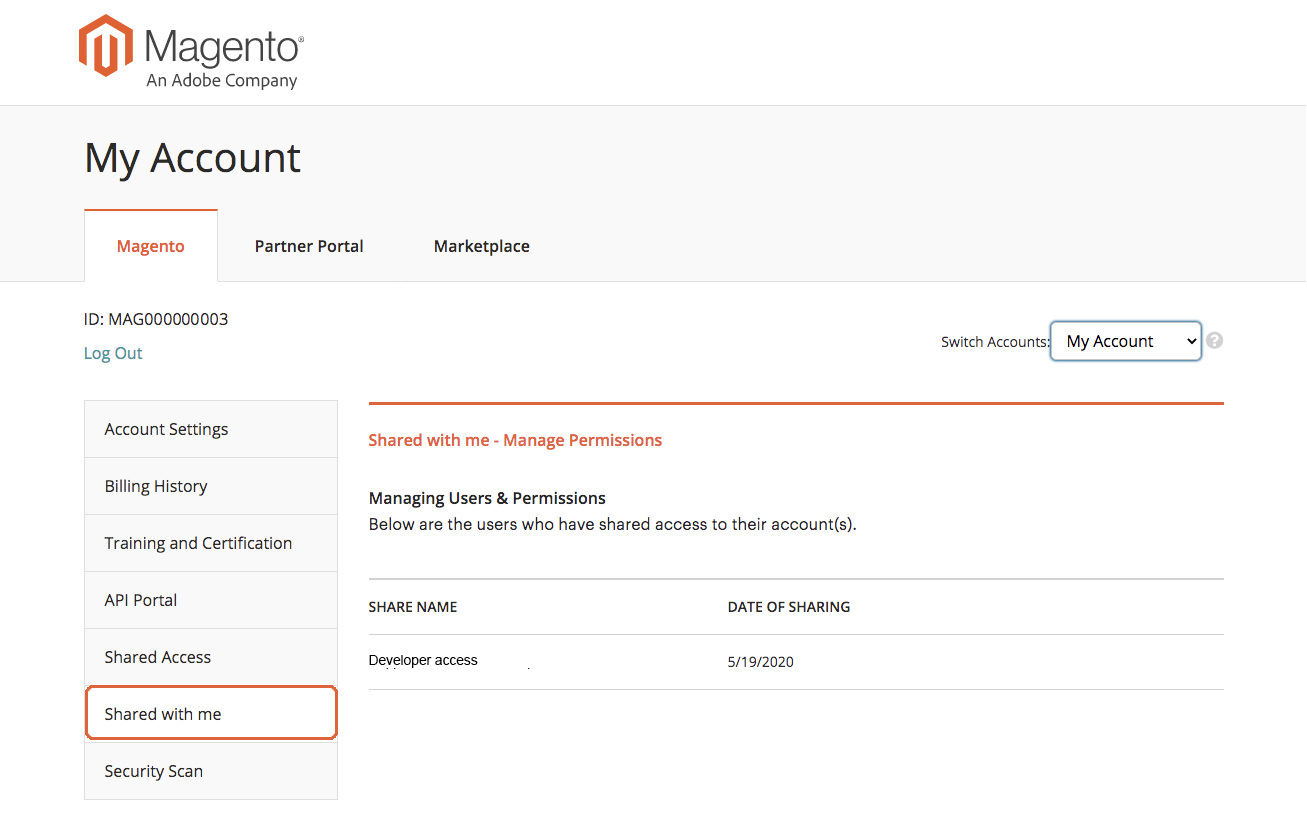 Magento®
An Adobe Company
My Account
Magento Partner Portal Marketplace
ID: MAG000000003
Log Out
Switch Accounts: My Account ?
Account Settings
Billing History
Training and Certification
API Portal
Shared Access
Shared with me
Security Scan
Shared with me - Manage Permissions
Managing Users & Permissions
Below are the users who have shared access to their account(s).
SHARE NAME DATE OF SHARING
Developer access 5/19/2020